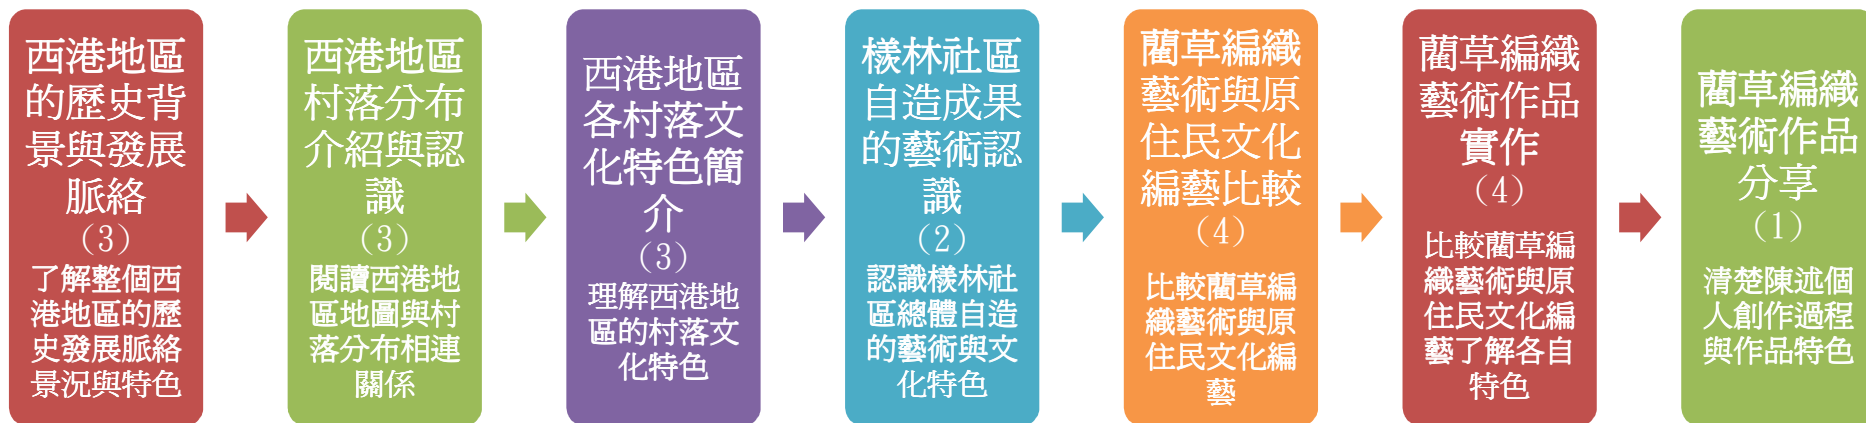 西港地區
的歷史背
景與發展
脈絡
（3）
了解整個西
港地區的歷
史發展脈絡
景況與特色
西港地區
村落分布
介紹與認
識
（3）
閱讀西港地
區地圖與村
落分布相連
關係
西港地區
各村落文
化特色簡
介
（3）
理解西港地
區的村落文
化特色
檨林社區
自造成果
的藝術認
識
（2）
認識檨林社
區總體自造
的藝術與文
化特色
藺草編織
藝術與原
住民文化
編藝比較
（4）
比較藺草編
織藝術與原
住民文化編
藝
藺草編織
藝術作品
實作
（4）
比較藺草編
織藝術與原
住民文化編
藝了解各自
特色
藺草編織
藝術作品
分享
（1）
清楚陳述個
人創作過程
與作品特色